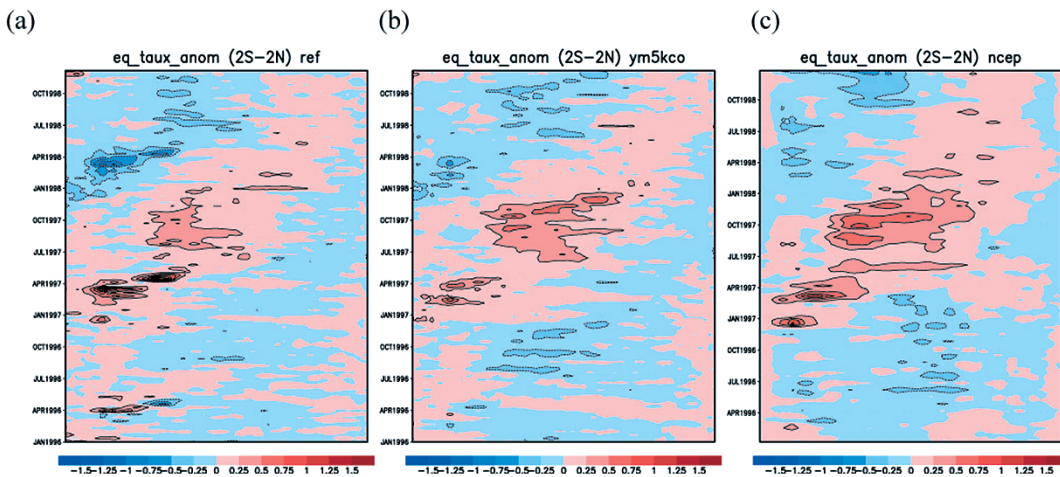 (a)
(b)
(c)
eq_taux_anom (2S-2N) ref
eq_taux_anom (2S-2N) ym5kco
eq_taux_anom (2S-2N) ncep
OCT1998
JUL1998
APR1998
JAN1998
OCT1997
JUL1997
APR1997
JAN1997
OCT1996
JUL1996
APR1996
JAN1996
OCT1998
JUL1998
APR1998
JAN1998
OCT1997
JUL1997
APR1997
JAN1997
OCT1996
JUL1996
APR1996
JAN1996
OCT1998
JUL1998
APR1998
JAN1998
OCT1997
JUL1997
APR1997
JAN1997
OCT1996
JUL1996
APR1996
-1.5-1.25 -1 -0.75-0.5-0.25 0 0.25 0.5 0.75 1 1.25 1.5
-1.5-1.25 -1 -0.75-0.5-0.25 0 0.25 0.5 0.75 1 1.25 1.5
-1.5-1.25 -1 -0.75-0.5-0.25 0 0.25 0.5 0.75 1 1.25 1.5